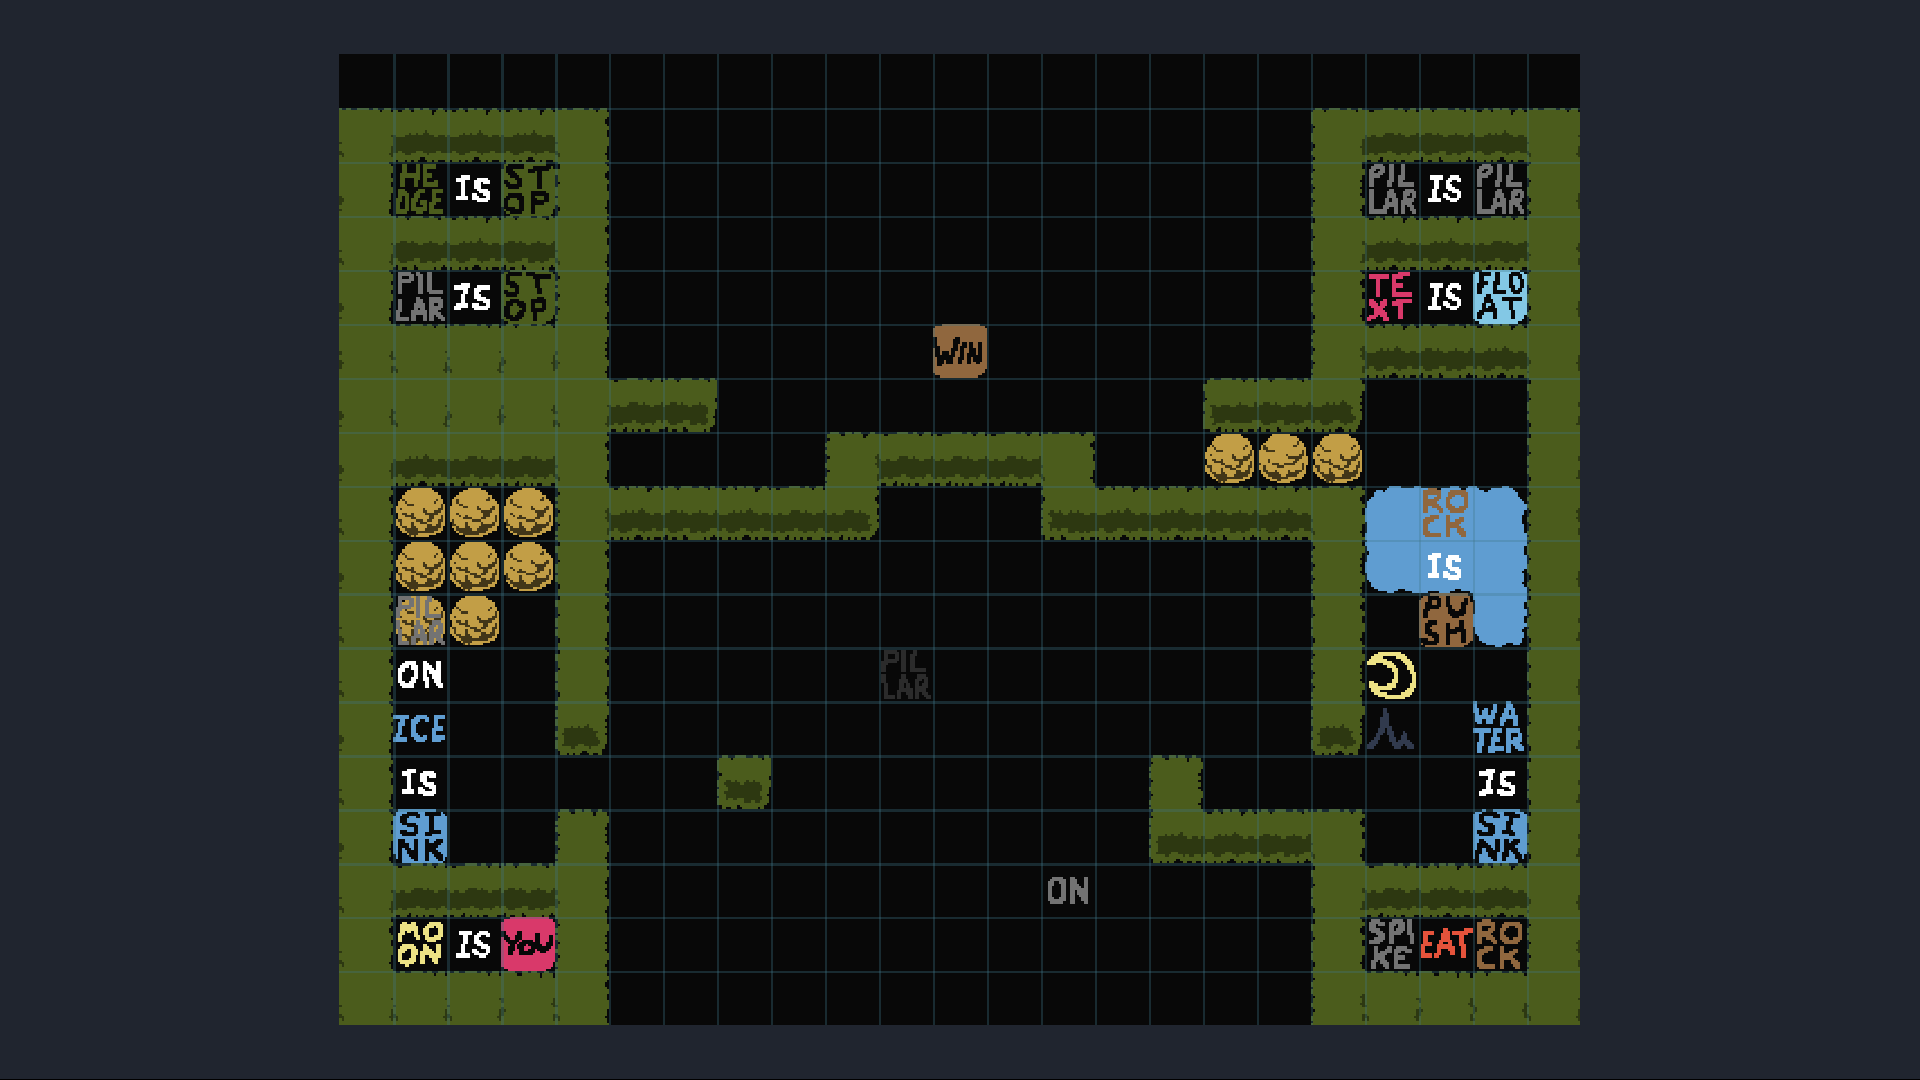 HEDGE IS STOP
PILLAR IS PILLAR
PILLAR IS STOP
TEXT IS FLOAT
WIN
ROCK
IS
PUSH
PILLAR
ON
ICE
IS
SINK
PILLAR
WATER
IS
SINK
ON
MOON IS YOU
SPIKE EAT ROCK